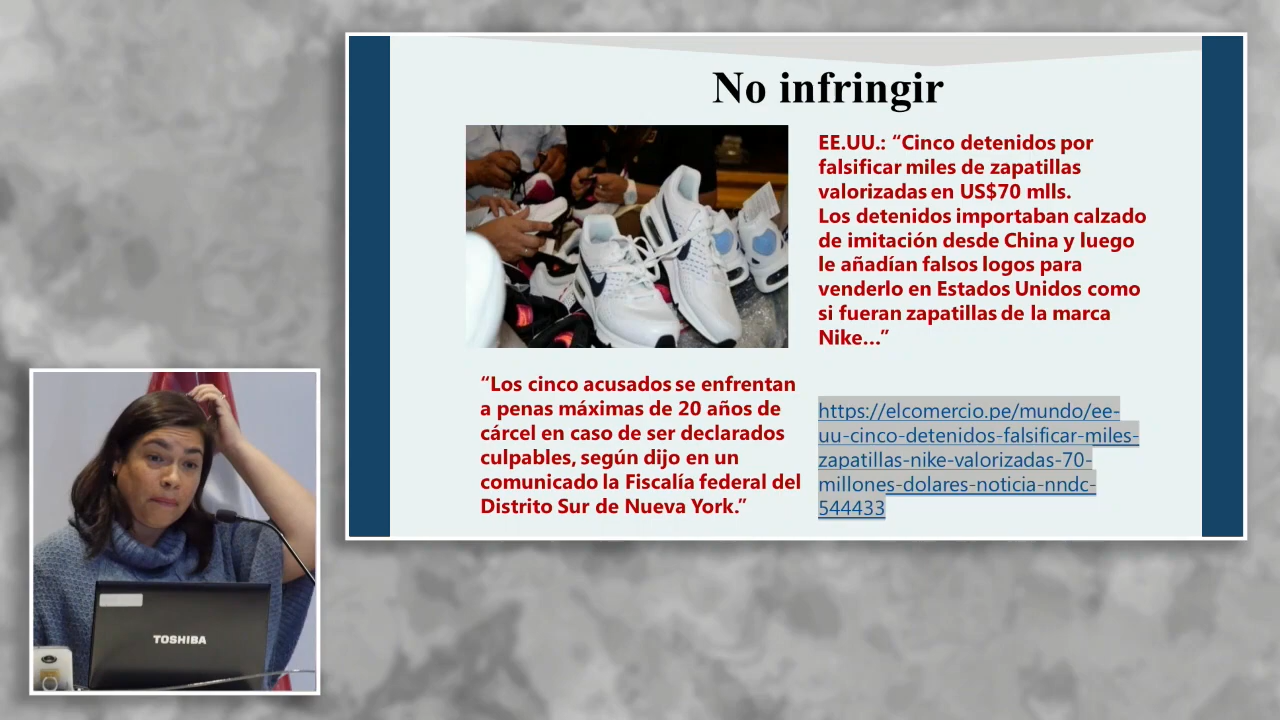 No infringir
EE.UU.: “Cinco detenidos por
falsificar miles de zapatillas
valorizadas en US$70 mlls.
Los detenidos importaban calzado
de imitación desde China y luego
le añadían falsos logos para
venderlo en Estados Unidos como
si fueran zapatillas de la marca
Nike...”
“Los cinco acusados se enfrentan
a penas máximas de 20 años de
cárcel en caso de ser declarados
culpables, según dijo en un
comunicado la Fiscalía federal del
Distrito Sur de Nueva York.”
https://elcomercio.pe/mundo/ee-
uu-cinco-detenidos-falsificar-miles-
zapatillas-nike-valorizadas-70-
millones-dolares-noticia-nndc-
544433
TOSHIBA